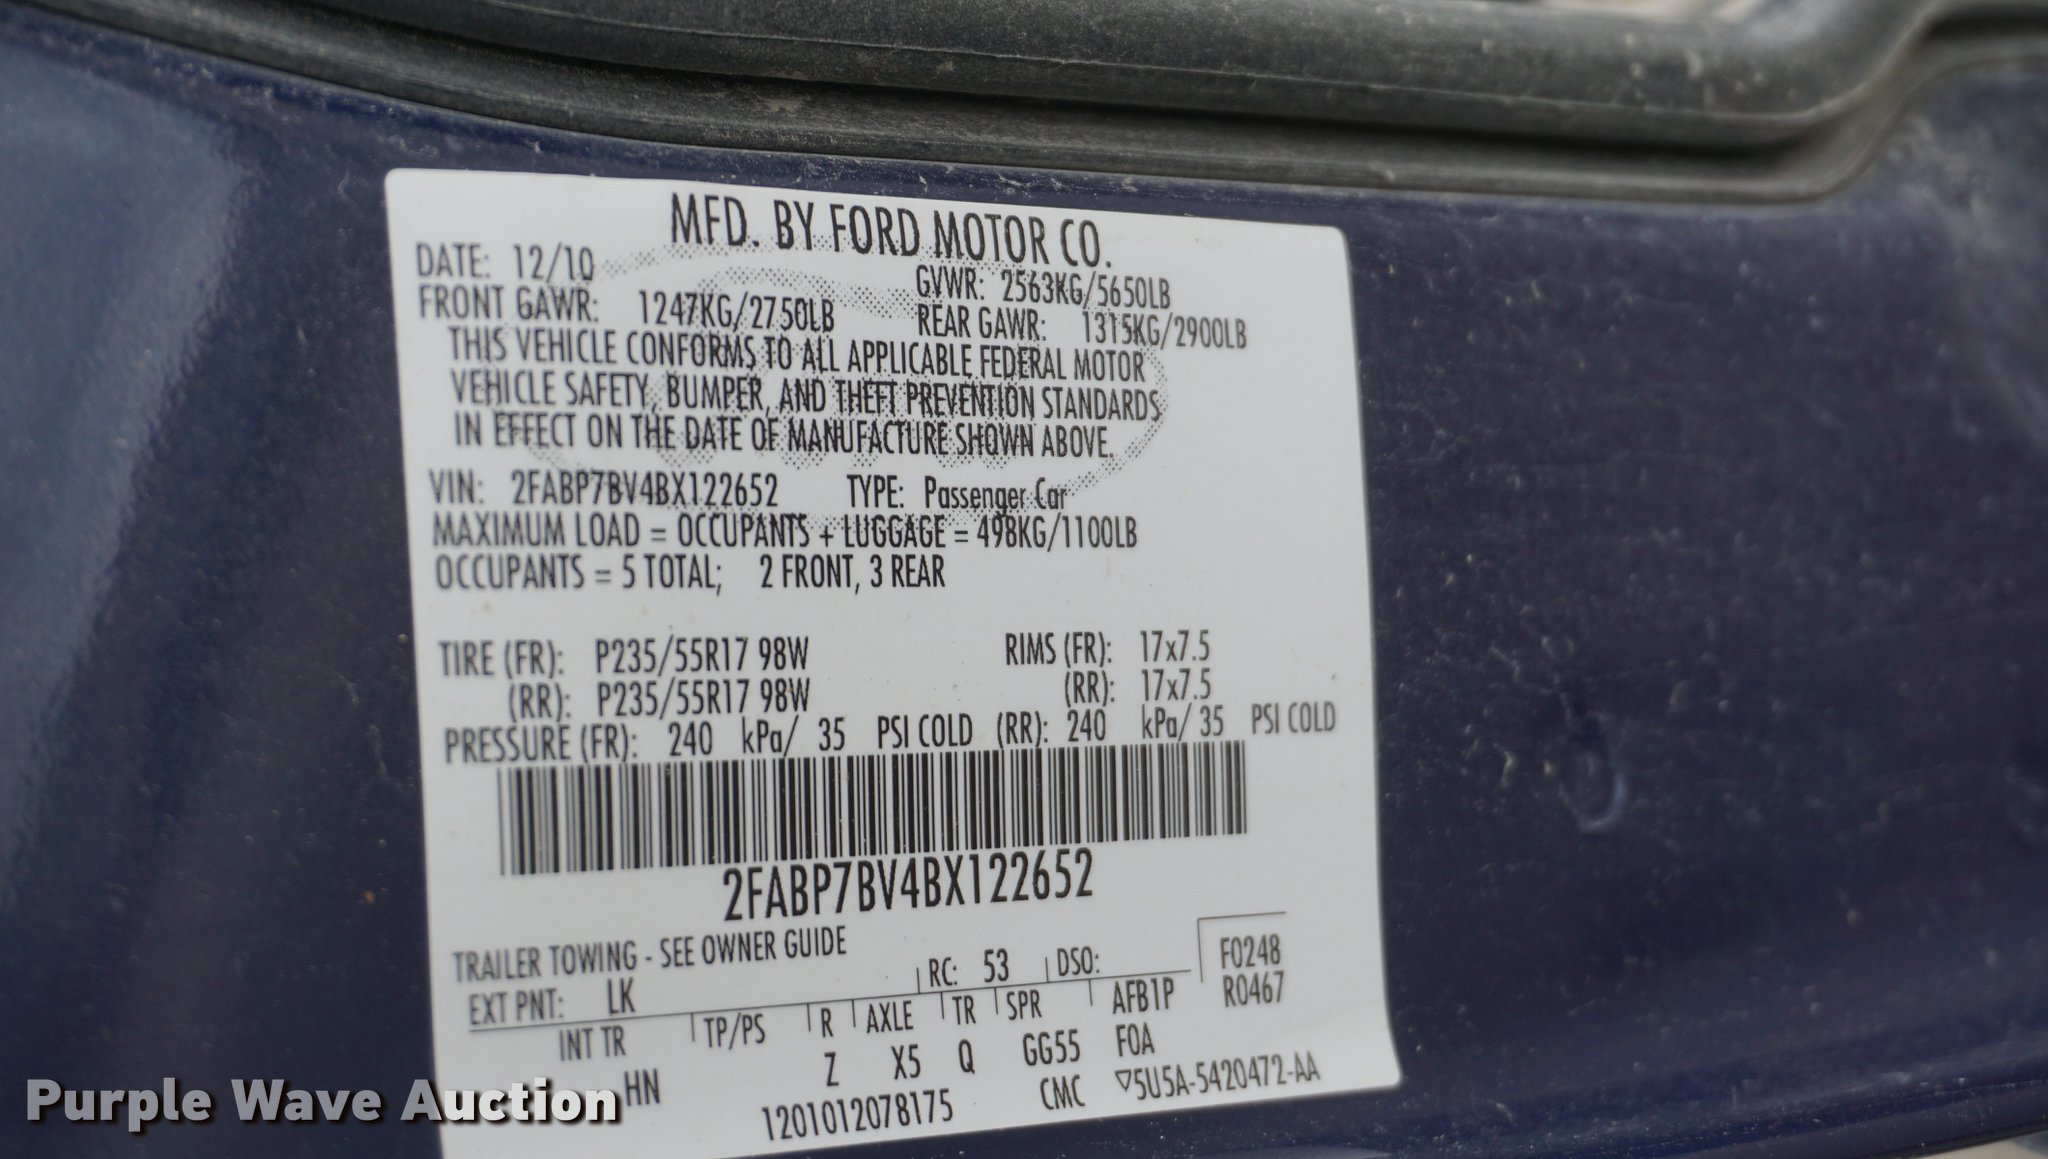 MFD. BY FORD MOTOR CO.
DATE: 12/10 GVWR: 2563KG/5650LB
FRONT GAWR: 1247KG/2750LB REAR GAWR: 1315KG/2900LB
THIS VEHICLE CONFORMS TO ALL APPLICABLE FEDERAL MOTOR
VEHICLE SAFETY, BUMPER, AND THEFT PREVENTION STANDARDS
IN EFFECT ON THE DATE OF MANUFACTURE SHOWN ABOVE.
VIN: 2FABP7BV4BX122652 TYPE: Passenger Car
MAXIMUM LOAD = OCCUPANTS + LUGGAGE = 498KG/1100LB
OCCUPANTS = 5 TOTAL; 2 FRONT, 3 REAR
TIRE (FR): P235/55R17 98W RIMS (FR): 17x7.5
(RR): P235/55R17 98W (RR): 17x7.5
PRESSURE (FR): 240 kPa/ 35 PSI COLD (RR): 240 kPa/ 35 PSI COLD
2FABP7BV4BX122652
TRAILER TOWING - SEE OWNER GUIDE
EXT PNT: LK RC: 53 DSO: F0248
INT TR TP/PS R AXLE TR SPR AFB1P R0467
HN Z X5 Q GG55 FOA
1201012078175 CMC ▽5U5A-5420472-AA
Purple Wave Auction